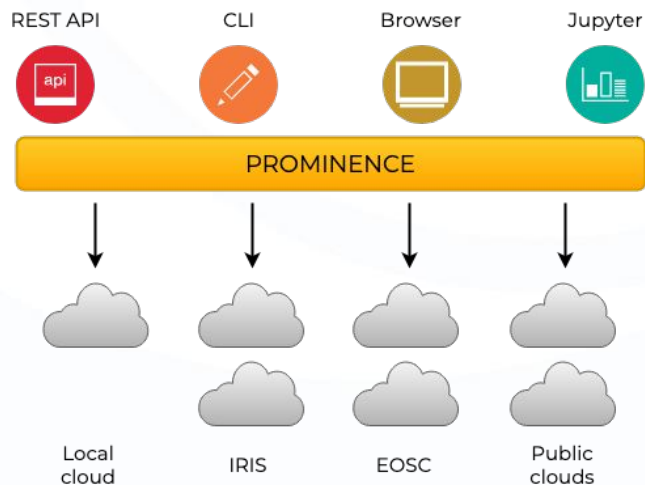 REST API
CLI
Browser
Jupyter
api
PROMINENCE
Local
cloud
IRIS
EOSC
Public
clouds